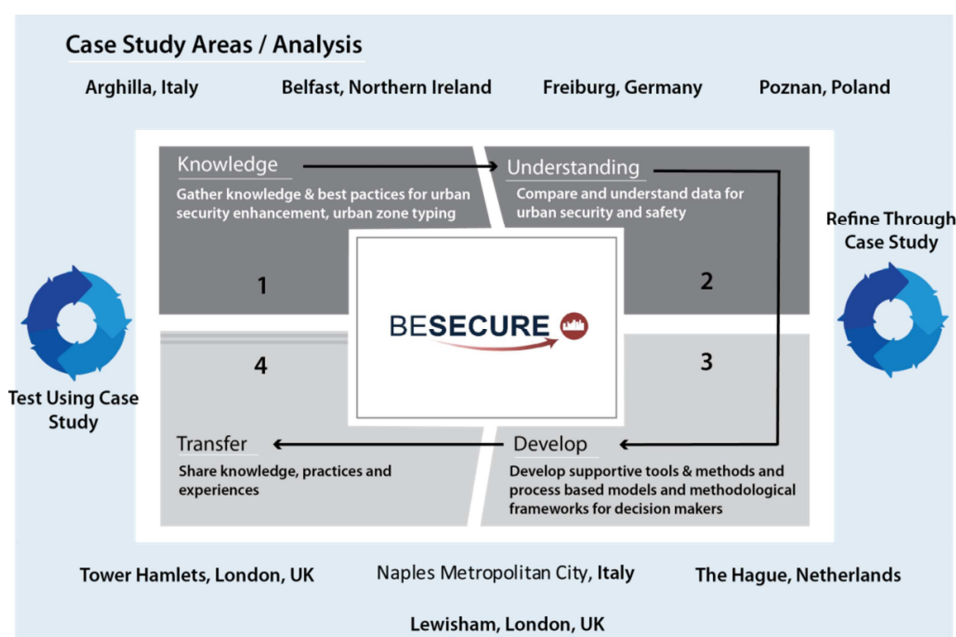 Case Study Areas / Analysis
Arghilla, Italy
Belfast, Northern Ireland
Freiburg, Germany
Poznan, Poland
Knowledge
Gather knowledge & best pactices for urban
security enhancement, urban zone typing
1
Understanding
Compare and understand data for
urban security and safety
2
Refine Through
Case Study
BESECURE
Test Using Case
Study
4
Transfer
Share knowledge, practices and
experiences
3
Develop
Develop supportive tools & methods and
process based models and methodological
frameworks for decision makers
Tower Hamlets, London, UK
Naples Metropolitan City, Italy
The Hague, Netherlands
Lewisham, London, UK